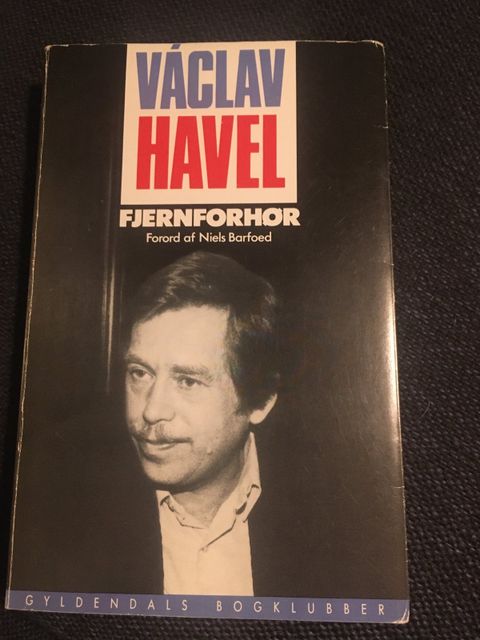 VÁCLAV
HAVEL
FJERNFORHØR
Forord af Niels Barfoed
GYLDENDALS BOGKLUBBER